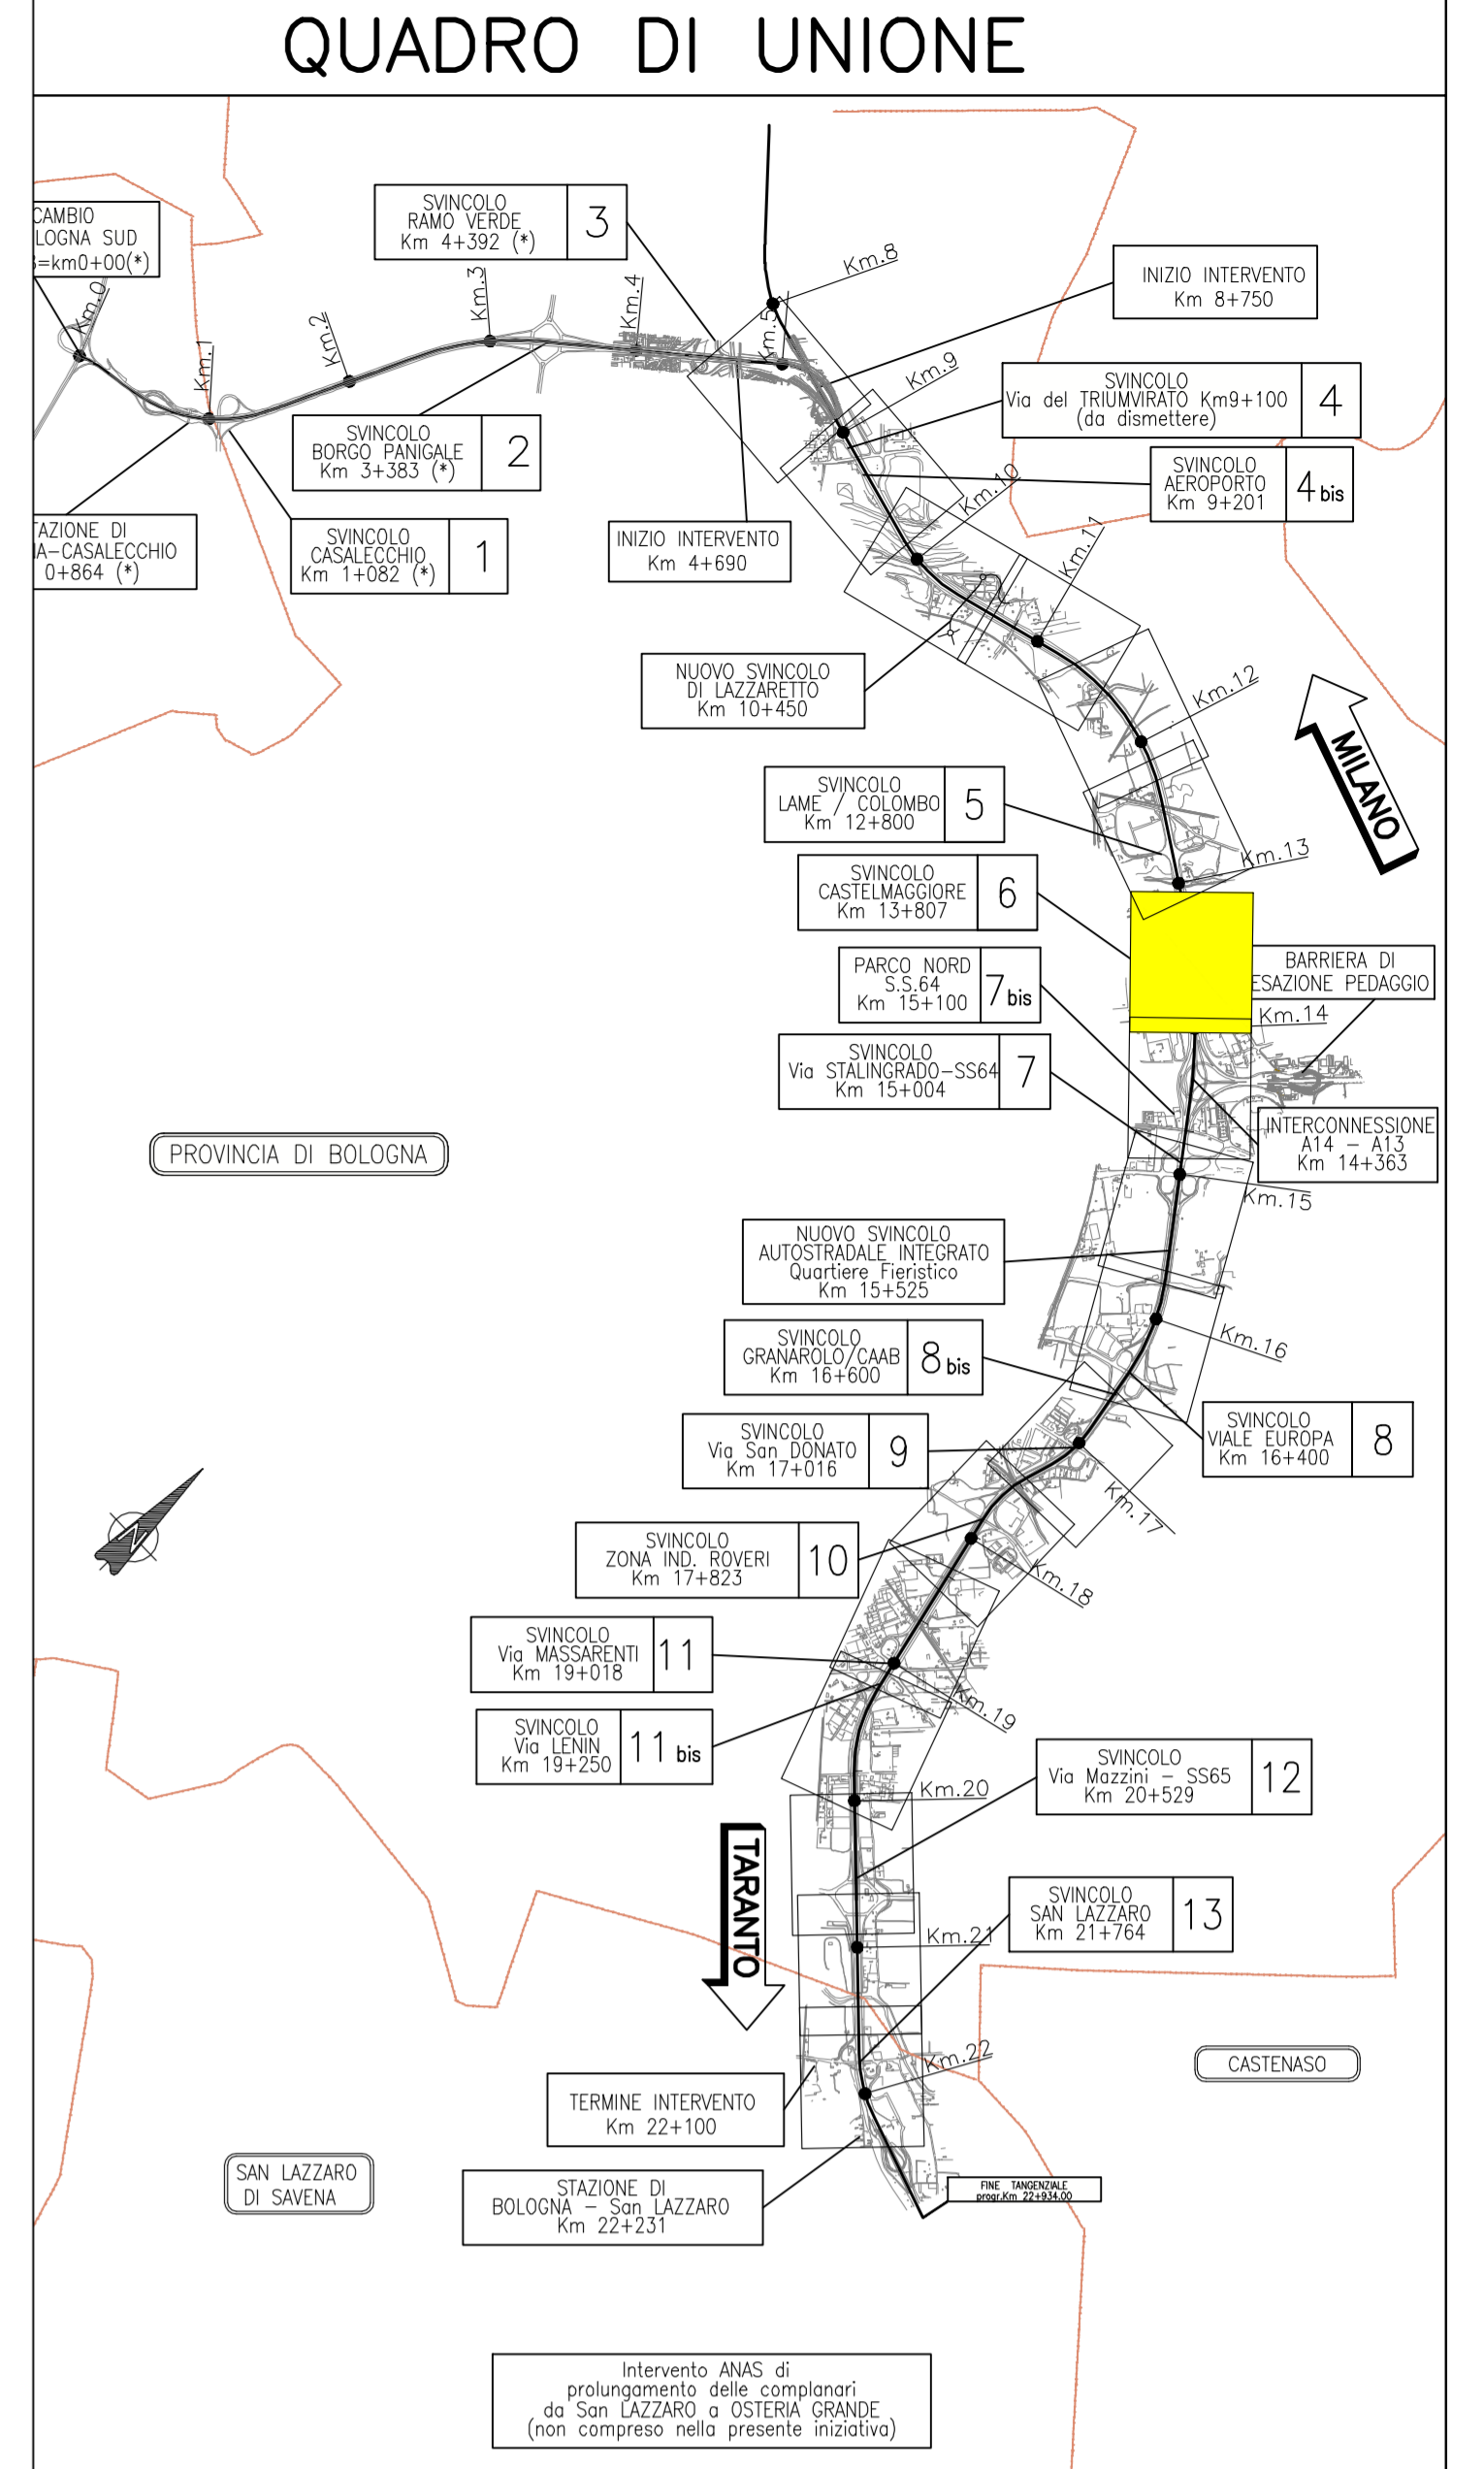 QUADRO DI UNIONE
CAMBIO
LOGNA SUD
=km0+00(*)
Km.0
Km.1
Km.2
Km.3
Km.4
Km.5
SVINCOLO
RAMO VERDE
Km 4+392 (*)
3
Km.8
INIZIO INTERVENTO
Km 8+750
Km.9
SVINCOLO
Via del TRIUMVIRATO Km9+100
(da dismettere)
4
SVINCOLO
BORGO PANIGALE
Km 3+383 (*)
2
SVINCOLO
AEROPORTO
Km 9+201
4 bis
TAZIONE DI
NA-CASALECCHIO
0+864 (*)
SVINCOLO
CASALECCHIO
Km 1+082 (*)
1
INIZIO INTERVENTO
Km 4+690
Km.10
Km.11
NUOVO SVINCOLO
DI LAZZARETTO
Km 10+450
Km.12
MILANO
SVINCOLO
LAME / COLOMBO
Km 12+800
5
Km.13
SVINCOLO
CASTELMAGGIORE
Km 13+807
6
BARRIERA DI
ESAZIONE PEDAGGIO
PARCO NORD
S.S.64
Km 15+100
7 bis
Km.14
SVINCOLO
Via STALINGRADO-SS64
Km 15+004
7
INTERCONNESSIONE
A14 - A13
Km 14+363
PROVINCIA DI BOLOGNA
Km.15
NUOVO SVINCOLO
AUTOSTRADALE INTEGRATO
Quartiere Fieristico
Km 15+525
Km.16
SVINCOLO
GRANAROLO/CAAB
Km 16+600
8 bis
SVINCOLO
VIALE EUROPA
Km 16+400
8
SVINCOLO
Via San DONATO
Km 17+016
9
Km.17
N
SVINCOLO
ZONA IND. ROVERI
Km 17+823
10
Km.18
SVINCOLO
Via MASSARENTI
Km 19+018
11
Km.19
SVINCOLO
Via LENIN
Km 19+250
11 bis
SVINCOLO
Via Mazzini - SS65
Km 20+529
12
Km.20
TARANTO
SVINCOLO
SAN LAZZARO
Km 21+764
13
Km.21
Km.22
CASTENASO
TERMINE INTERVENTO
Km 22+100
SAN LAZZARO
DI SAVENA
STAZIONE DI
BOLOGNA - San LAZZARO
Km 22+231
FINE TANGENZIALE
progr.Km 22+934.00
Intervento ANAS di
prolungamento delle complanari
da San LAZZARO a OSTERIA GRANDE
(non compreso nella presente iniziativa)